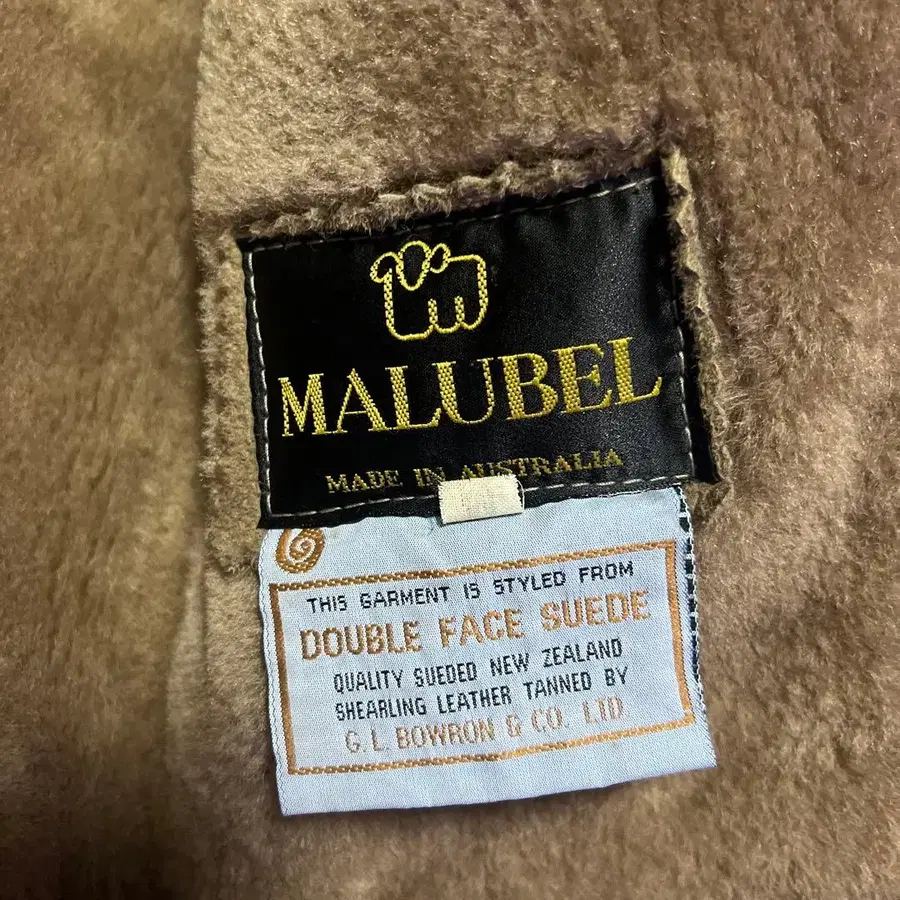 MALUBEL
MADE IN AUSTRALIA
THIS GARMENT IS STYLED FROM
DOUBLE FACE SUEDE
QUALITY SUEDED NEW ZEALAND
SHEARLING LEATHER TANNED BY
G. L. BOWRON & CO. LTD